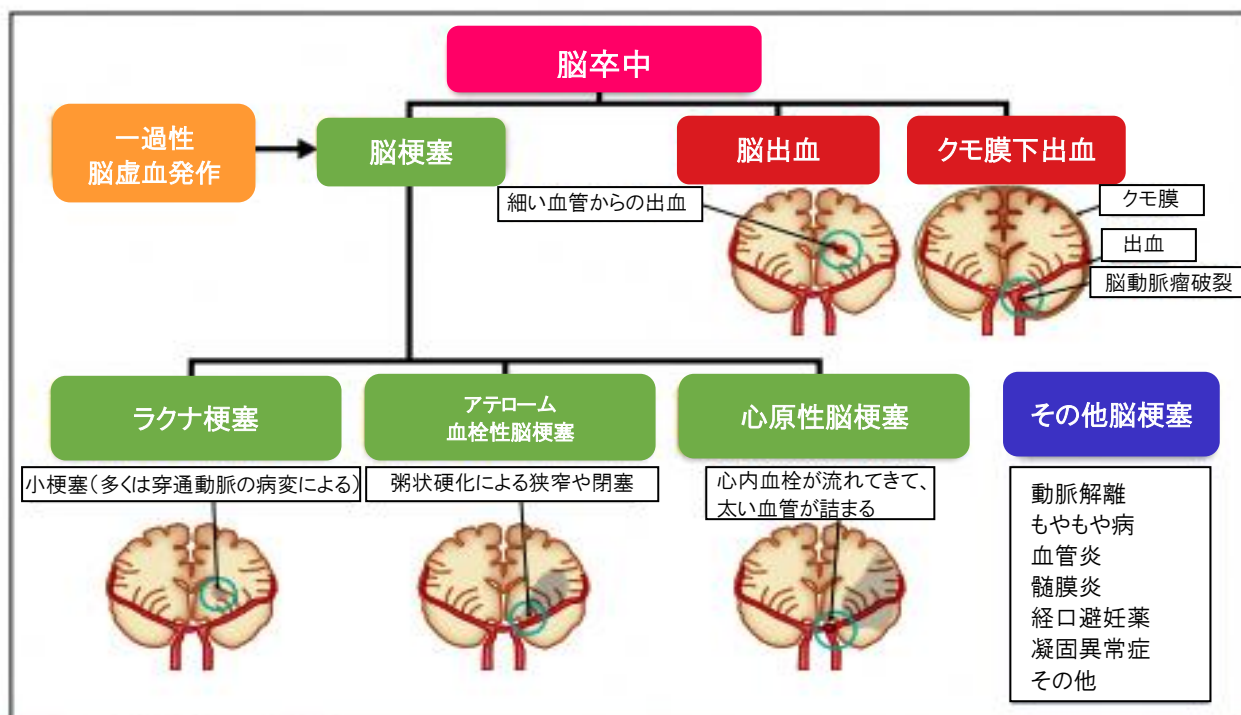 脳卒中
一過性
脳虚血発作
脳梗塞
脳出血
クモ膜下出血
細い血管からの出血
クモ膜
出血
脳動脈瘤破裂
ラクナ梗塞
アテローム
血栓性脳梗塞
心原性脳梗塞
その他脳梗塞
小梗塞(多くは穿通動脈の病変による)
粥状硬化による狭窄や閉塞
心内血栓が流れてきて、
太い血管が詰まる
動脈解離
もやもや病
血管炎
髄膜炎
経口避妊薬
凝固異常症
その他